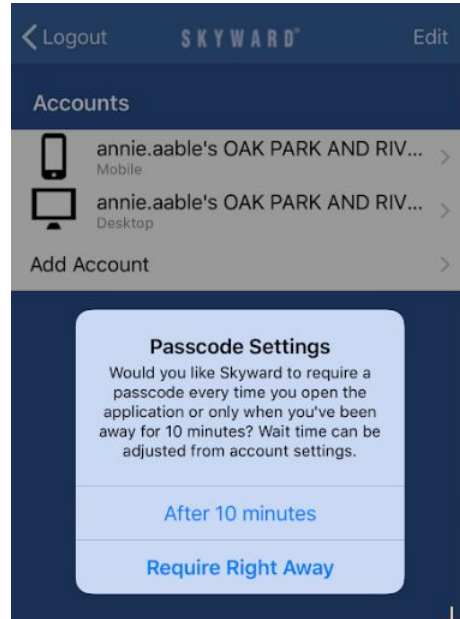 Logout SKYWARD® Edit
Accounts
annie.aable's OAK PARK AND RIV...
Mobile
annie.aable's OAK PARK AND RIV...
Desktop
Add Account
Passcode Settings
Would you like Skyward to require a
passcode every time you open the
application or only when you've been
away for 10 minutes? Wait time can be
adjusted from account settings.
After 10 minutes
Require Right Away